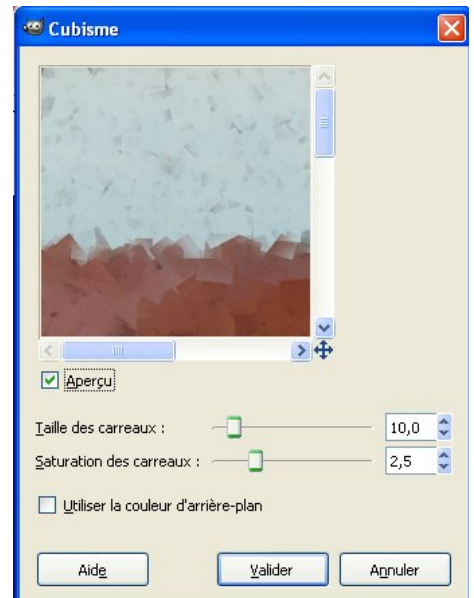 Cubisme
Aperçu
Taille des carreaux : 10,0
Saturation des carreaux : 2,5
Utiliser la couleur d'arrière-plan
Aide Valider Annuler